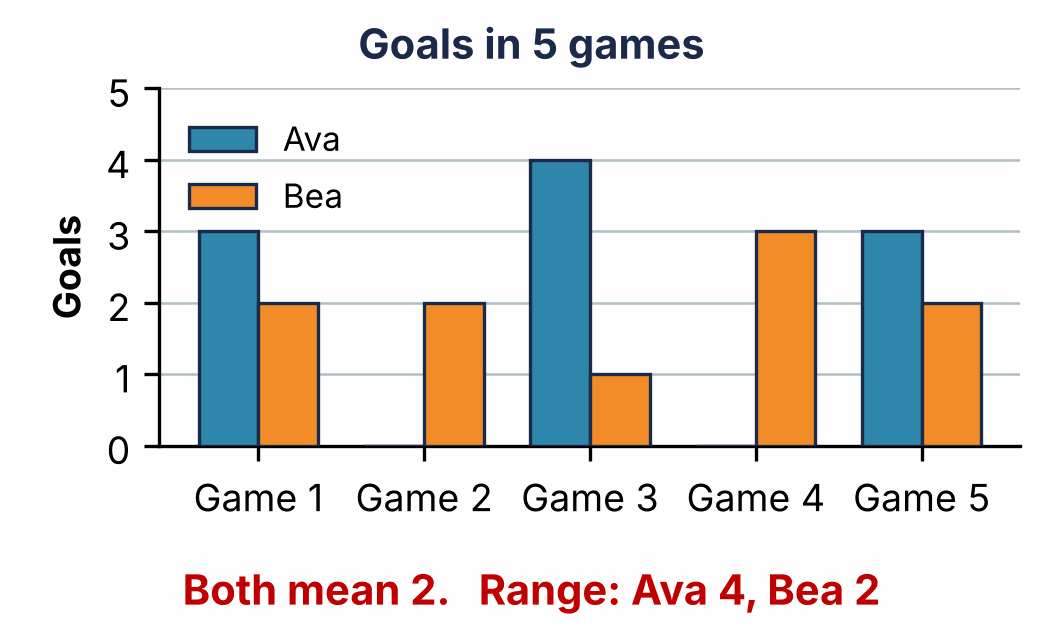 Goals in 5 games
5
4
3
2
1
0
Goals
Ava
Bea
Game 1 Game 2 Game 3 Game 4 Game 5
Both mean 2. Range: Ava 4, Bea 2